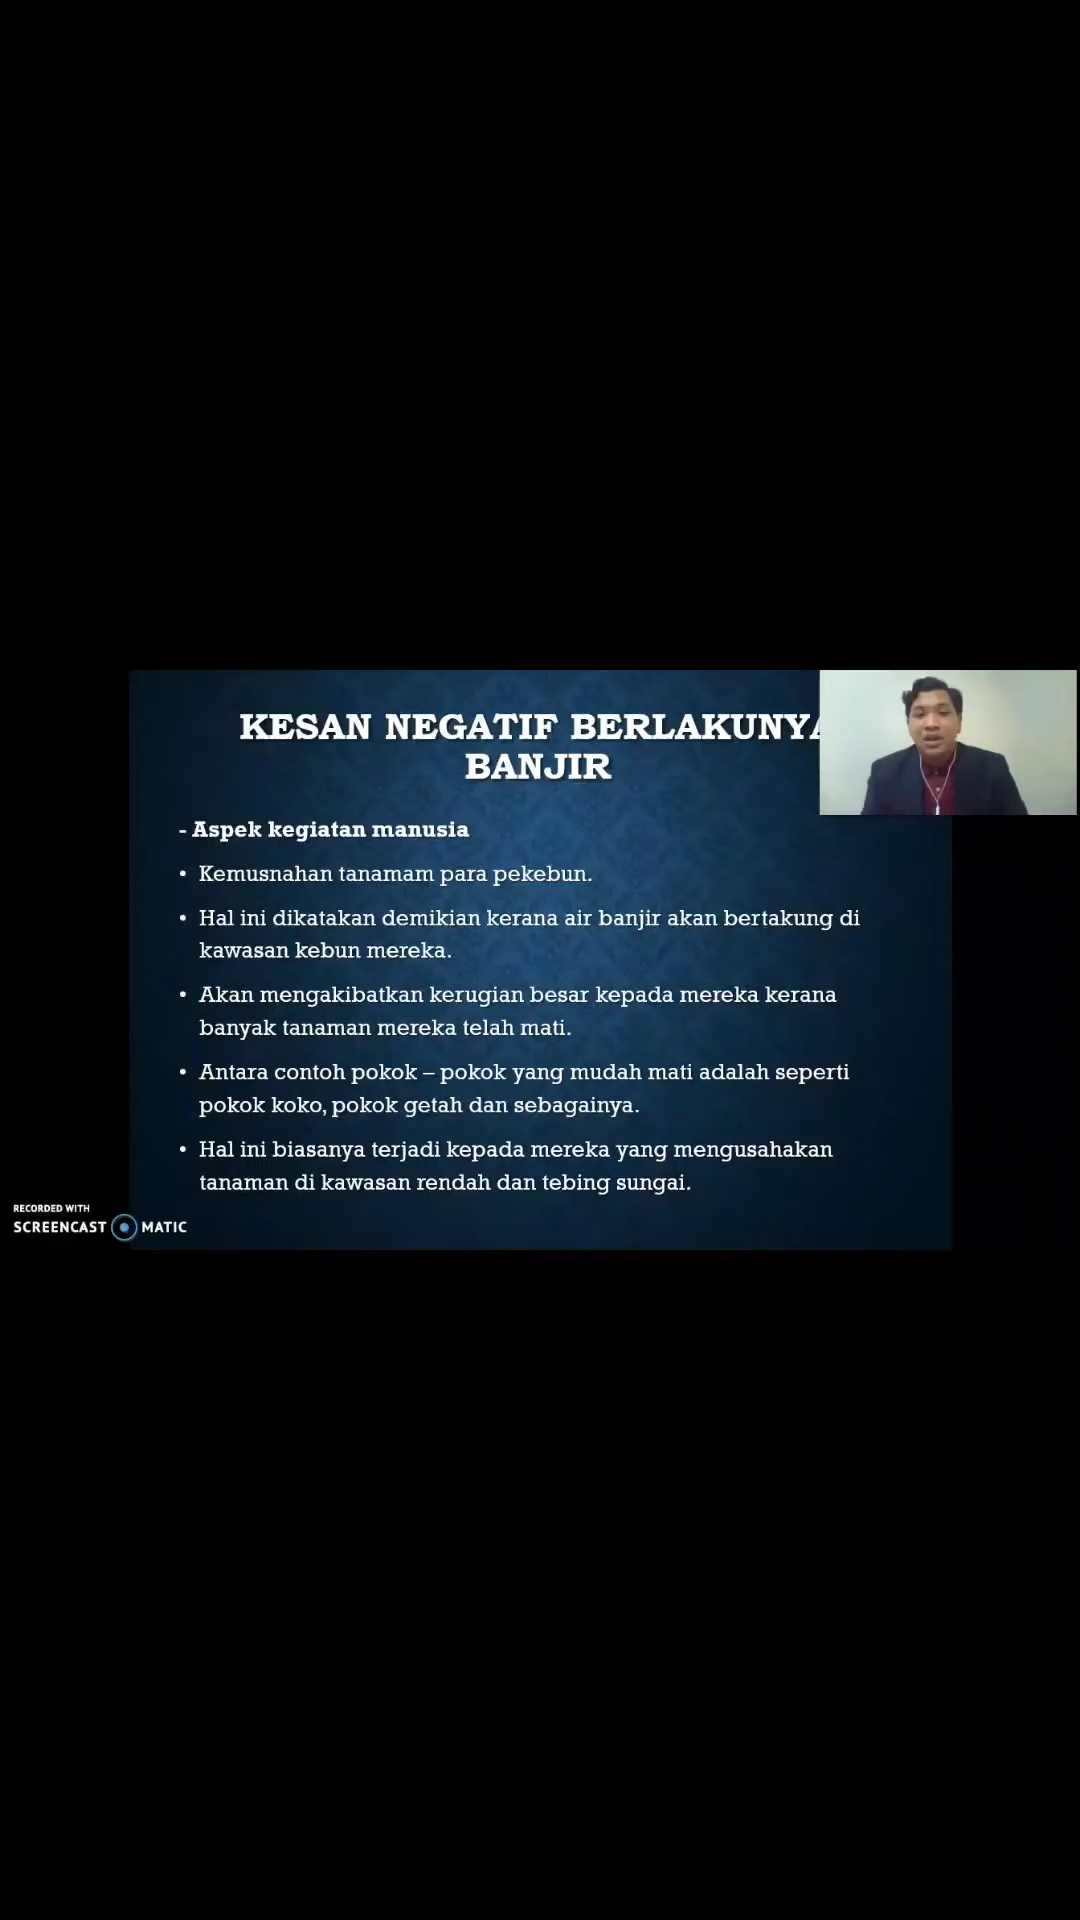 KESAN NEGATIF BERLAKUNYA
BANJIR
- Aspek kegiatan manusia
• Kemusnahan tanamam para pekebun.
• Hal ini dikatakan demikian kerana air banjir akan bertakung di
kawasan kebun mereka.
• Akan mengakibatkan kerugian besar kepada mereka kerana
banyak tanaman mereka telah mati.
• Antara contoh pokok – pokok yang mudah mati adalah seperti
pokok koko, pokok getah dan sebagainya.
• Hal ini biasanya terjadi kepada mereka yang mengusahakan
tanaman di kawasan rendah dan tebing sungai.
RECORDED WITH
SCREENCAST MATIC